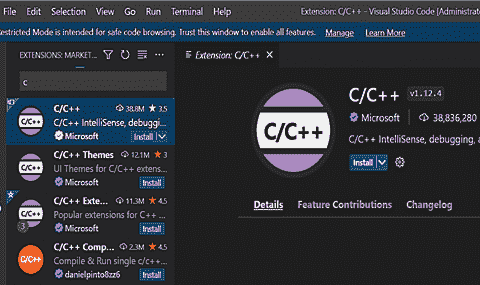 File Edit Selection View Go Run Terminal Help Extension: C/C++ - Visual Studio Code [Administrat
estricted Mode is intended for safe code browsing. Trust this window to enable all features. Manage Learn More
EXTENSIONS: MARKET...
Extension: C/C++
c
C/C++ 38.8M 3.5
C/C++ IntelliSense, debuggi...
Microsoft Install
C/C++ Themes 12.1M 3
UI Themes for C/C++ exten...
Microsoft Install
C/C++ Exte... 11.3M 4.5
Popular extensions for C++ ...
3 Microsoft Install
C/C++ Comp... 2.3M 4.5
Compile & Run single c/c++...
danielpinto8zz6 Install
C/C++
C/C++ v1.12.4
Microsoft 38,836,280
C/C++ IntelliSense, debugging, a
Install
Details Feature Contributions Changelog